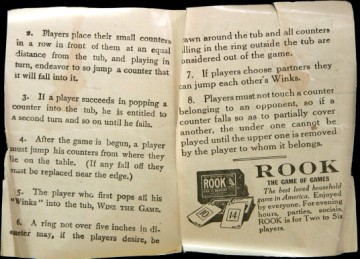 2. Players place their small counters
in a row in front of them at an equal
distance from the tub, and playing in
turn, endeavor to jump a counter that
it will fall into it.
3. If a player succeeds in popping a
counter into the tub, he is entitled to
a second turn and so on until he fails.
4. After the game is begun, a player
must jump his counters from where they
lie on the table. (If any fall off they
must be replaced near the edge.)
5. The player who first pops all his
"Winks" into the tub, WINS THE GAME.
6. A ring not over five inches in di-
ameter may, if the players desire, be
awn around the tub and all counters
lling in the ring outside the tub are
nsidered out of the game.
7. If players choose partners they
can jump each other's Winks.
8. Players must not touch a counter
belonging to an opponent, so if a
counter falls so as to partially cover
another, the under one cannot be
played until the upper one is removed
by the player to whom it belongs.
ROOK
THE GAME OF GAMES
The best loved household
game in America. Enjoyed
by everyone. For evening
hours, parties, socials.
ROOK is for Two to Six
players.
ROOK
10
14